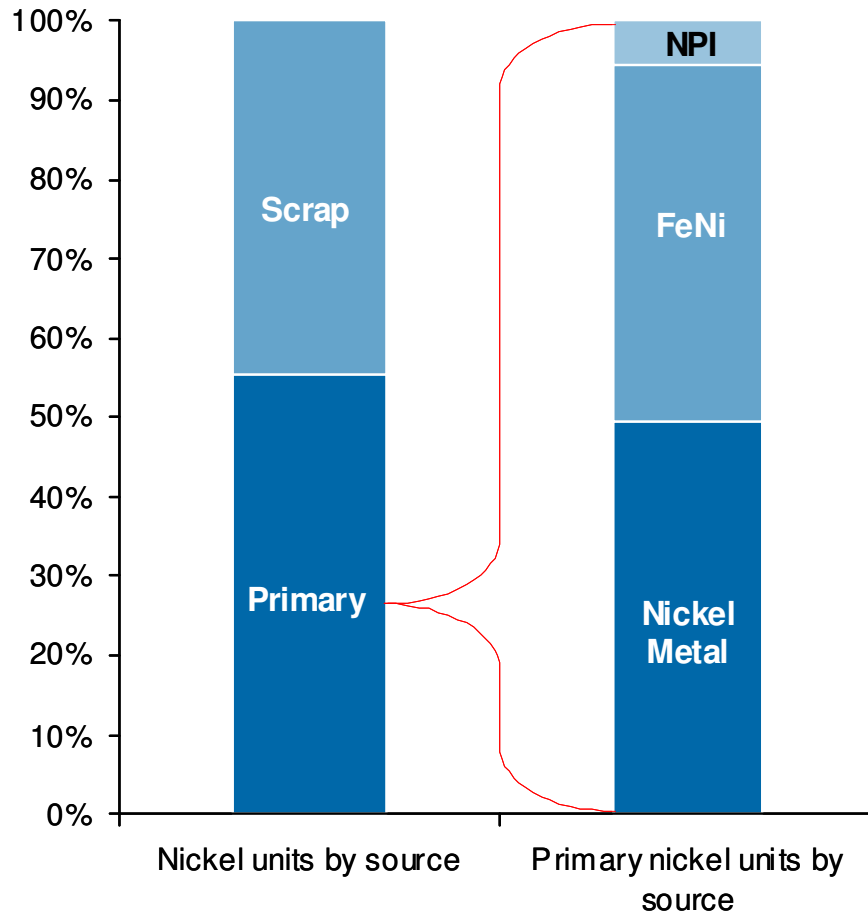 100%
90%
80%
70%
60%
50%
40%
30%
20%
10%
0%
Scrap
Primary
NPI
FeNi
Nickel
Metal
Nickel units by source
Primary nickel units by
source